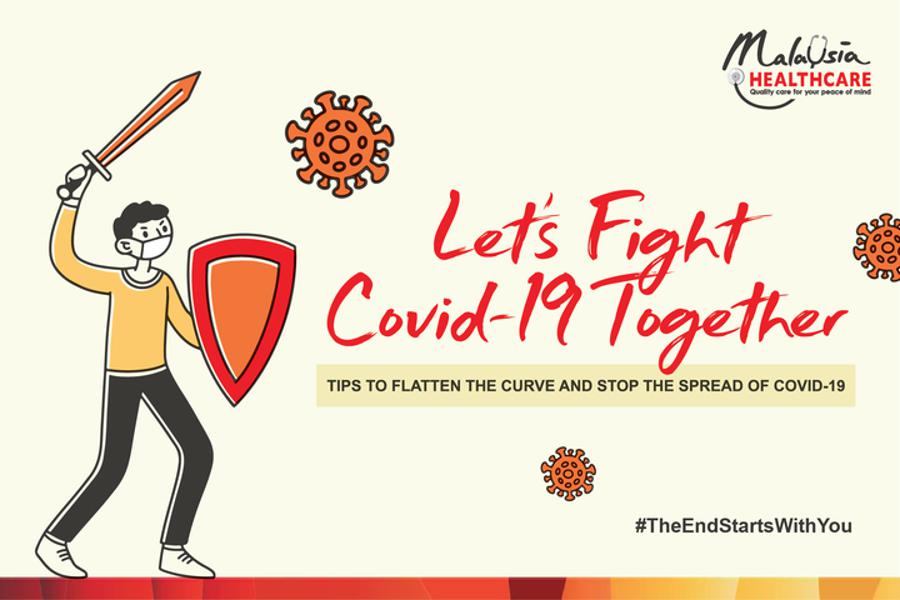 Malaysia
HEALTHCARE
Quality care for your peace of mind
Let's Fight
Covid-19 Together
TIPS TO FLATTEN THE CURVE AND STOP THE SPREAD OF COVID-19
#TheEndStartsWithYou